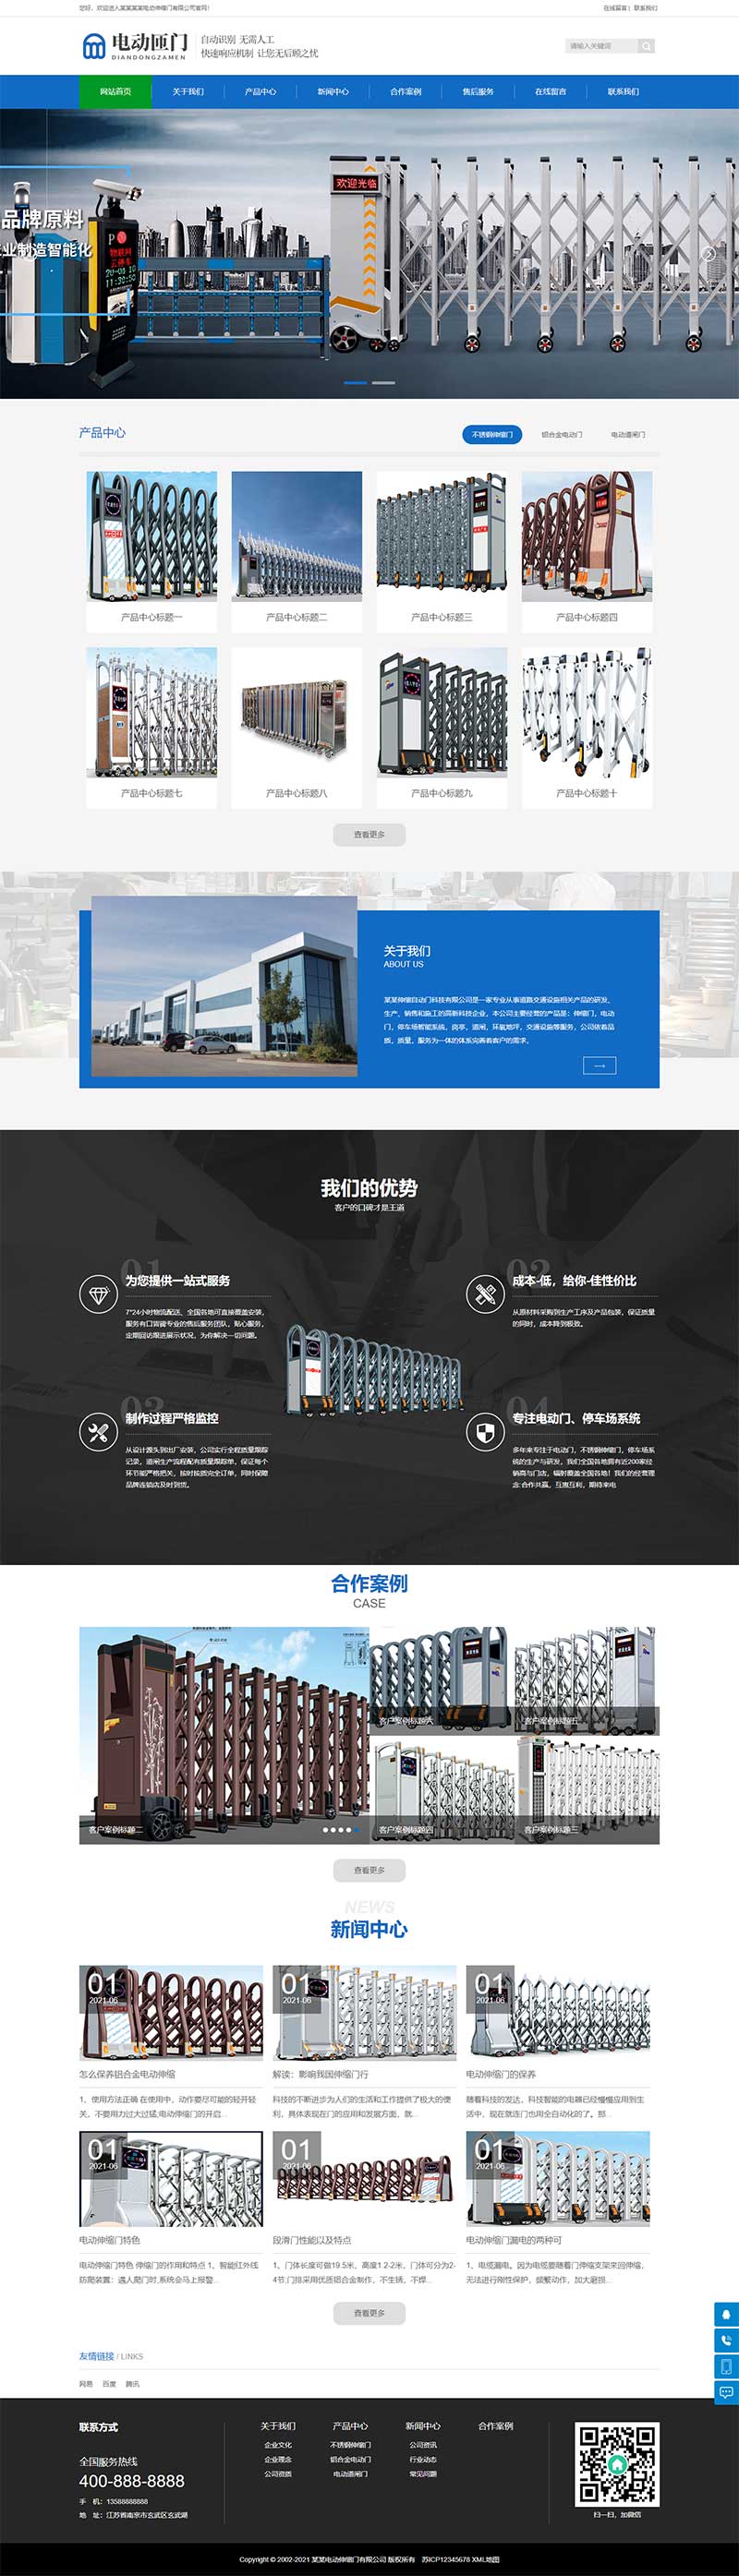 您好，欢迎进入某某某某电动伸缩门有限公司官网!
在线留言 | 联系我们
电动匝门
DIANDONGZAMEN
自动识别 无需人工
快速响应机制 让您无后顾之忧
请输入关键词
网站首页 关于我们 产品中心 新闻中心 合作案例 售后服务 在线留言 联系我们
品牌原料
业制造智能化
欢迎光临
产品中心
不锈钢伸缩门 铝合金电动门 电动道闸门
产品中心标题一 产品中心标题二 产品中心标题三 产品中心标题四
产品中心标题七 产品中心标题八 产品中心标题九 产品中心标题十
查看更多
关于我们
ABOUT US
某某伸缩自动门科技有限公司是一家专业从事道路交通设施相关产品的研发、
生产、销售和施工的高新科技企业，本公司主要经营的产品是：伸缩门，电动
门，停车场智能系统，岗亭，道闸，环氧地坪，交通设施等服务，公司依着品
质，质量，服务为一体的体系完善着客户的需求。
我们的优势
客户的口碑才是王道
01
为您提供一站式服务
7*24小时物流配送、全国各地可直接覆盖安装，
服务有口皆碑专业的售后服务团队，贴心服务，
定期回访跟进展示状况，为你解决一切问题。
02
成本-低，给你-佳性价比
从原材料采购到生产工序及产品包装，保证质量
的同时，成本降到极致。
03
制作过程严格监控
从设计源头到出厂安装，公司实行全程质量跟踪
记录，道闸生产流程配有质量跟踪单，保证每个
环节能严格把关，按时按质完全订单，同时保障
品牌连锁店及时到货。
04
专注电动门、停车场系统
多年来专注于电动门，不锈钢伸缩门，停车场系
统的生产与研发，我们全国各地拥有近200家经
销商与门店，辐射覆盖全国各地！我们的经营理
念:合作共赢，互惠互利，期待来电
合作案例
CASE
客户案例标题二
客户案例标题六 客户案例标题五
客户案例标题四 客户案例标题三
查看更多
NEWS
新闻中心
01
2021-06
01
2021-06
01
2021-06
怎么保养铝合金电动伸缩
1、使用方法正确 在使用中，动作要尽可能的轻开轻
关，不要用力过大过猛;电动伸缩门的开启...
解读：影响我国伸缩门行
科技的不断进步为人们的生活和工作提供了极大的便
利，具体表现在门的应用和发展方面，就...
电动伸缩门的保养
随着科技的发达，科技智能的电器已经慢慢应用到生
活中，现在就连门也用全自动化的了。那...
01
2021-06
01
2021-06
01
2021-06
电动伸缩门特色
电动伸缩门特色 伸缩门的作用和特点 1、智能红外线
防爬装置：遇人爬门时,系统会马上报警...
段滑门性能以及特点
1、门体长度可做19.5米，高度1.2-2米，门体可分为2-
4节;门排采用优质铝合金制作，不生锈，不焊...
电动伸缩门漏电的两种可
1、电缆漏电。因为电缆要随着门伸缩支架来回伸缩，
无法进行刚性保护，频繁动作，加大磨损...
查看更多
友情链接 / LINKS
网易 百度 腾讯
联系方式
全国服务热线
400-888-8888
手 机：13588888888
地 址：江苏省南京市玄武区玄武湖
关于我们
企业文化
企业理念
公司资质
产品中心
不锈钢伸缩门
铝合金电动门
电动道闸门
新闻中心
公司资讯
行业动态
常见问题
合作案例
扫一扫，加微信
Copyright © 2002-2021 某某电动伸缩门有限公司 版权所有 苏ICP12345678 XML地图